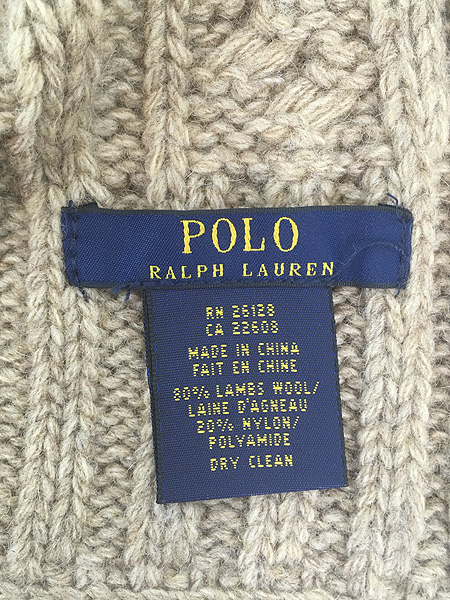 POLO
RALPH LAUREN
RN 26128
CA 22608
MADE IN CHINA
FAIT EN CHINE
80% LAMBS WOOL/
LAINE D'AGNEAU
20% NYLON/
POLYAMIDE
DRY CLEAN